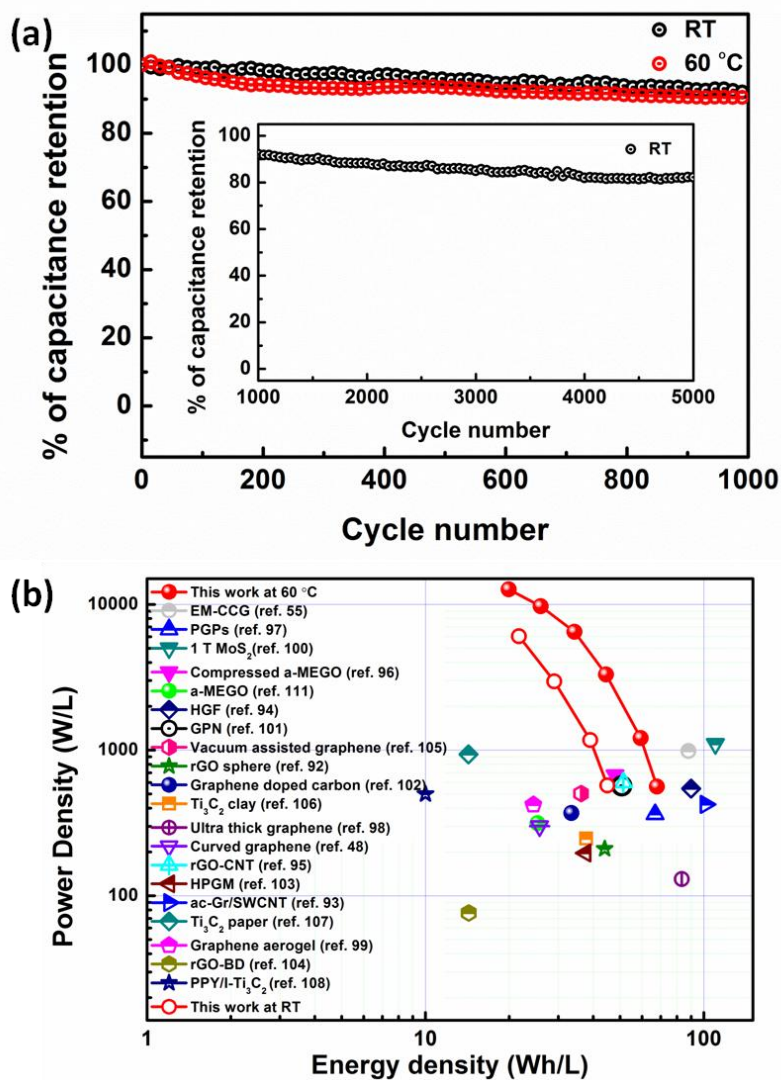 (a)
RT
60 °C
% of capacitance retention
100
80
60
40
20
0
% of capacitance retention
100
80
60
40
20
0
RT
1000 2000 3000 4000 5000
Cycle number
0 200 400 600 800 1000
Cycle number
(b)
Power Density (W/L)
10000
1000
100
This work at 60 °C
EM-CCG (ref. 55)
PGPs (ref. 97)
1 T MoS₂(ref. 100)
Compressed a-MEGO (ref. 96)
a-MEGO (ref. 111)
HGF (ref. 94)
GPN (ref. 101)
Vacuum assisted graphene (ref. 105)
rGO sphere (ref. 92)
Graphene doped carbon (ref. 102)
Ti₃C₂ clay (ref. 106)
Ultra thick graphene (ref. 98)
Curved graphene (ref. 48)
rGO-CNT (ref. 95)
HPGM (ref. 103)
ac-Gr/SWCNT (ref. 93)
Ti₃C₂ paper (ref. 107)
Graphene aerogel (ref. 99)
rGO-BD (ref. 104)
PPY/l-Ti₃C₂ (ref. 108)
This work at RT
1 10 100
Energy density (Wh/L)